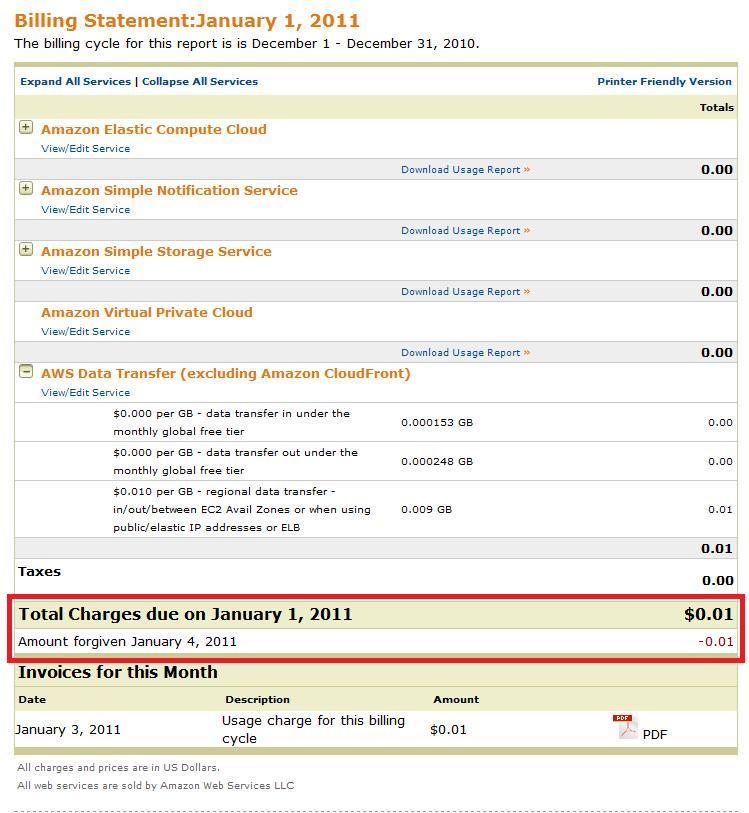 Billing Statement:January 1, 2011
The billing cycle for this report is is December 1 - December 31, 2010.
Expand All Services | Collapse All Services Printer Friendly Version
Totals
Amazon Elastic Compute Cloud
View/Edit Service
Download Usage Report » 0.00
Amazon Simple Notification Service
View/Edit Service
Download Usage Report » 0.00
Amazon Simple Storage Service
View/Edit Service
Download Usage Report » 0.00
Amazon Virtual Private Cloud
View/Edit Service
Download Usage Report » 0.00
AWS Data Transfer (excluding Amazon CloudFront)
View/Edit Service
$0.000 per GB - data transfer in under the
monthly global free tier 0.000153 GB 0.00
$0.000 per GB - data transfer out under the
monthly global free tier 0.000248 GB 0.00
$0.010 per GB - regional data transfer -
in/out/between EC2 Avail Zones or when using 0.009 GB 0.01
public/elastic IP addresses or ELB
0.01
Taxes
0.00
Total Charges due on January 1, 2011 $0.01
Amount forgiven January 4, 2011 -0.01
Invoices for this Month
Date Description Amount
January 3, 2011 Usage charge for this billing
cycle $0.01 PDF PDF
All charges and prices are in US Dollars.
All web services are sold by Amazon Web Services LLC